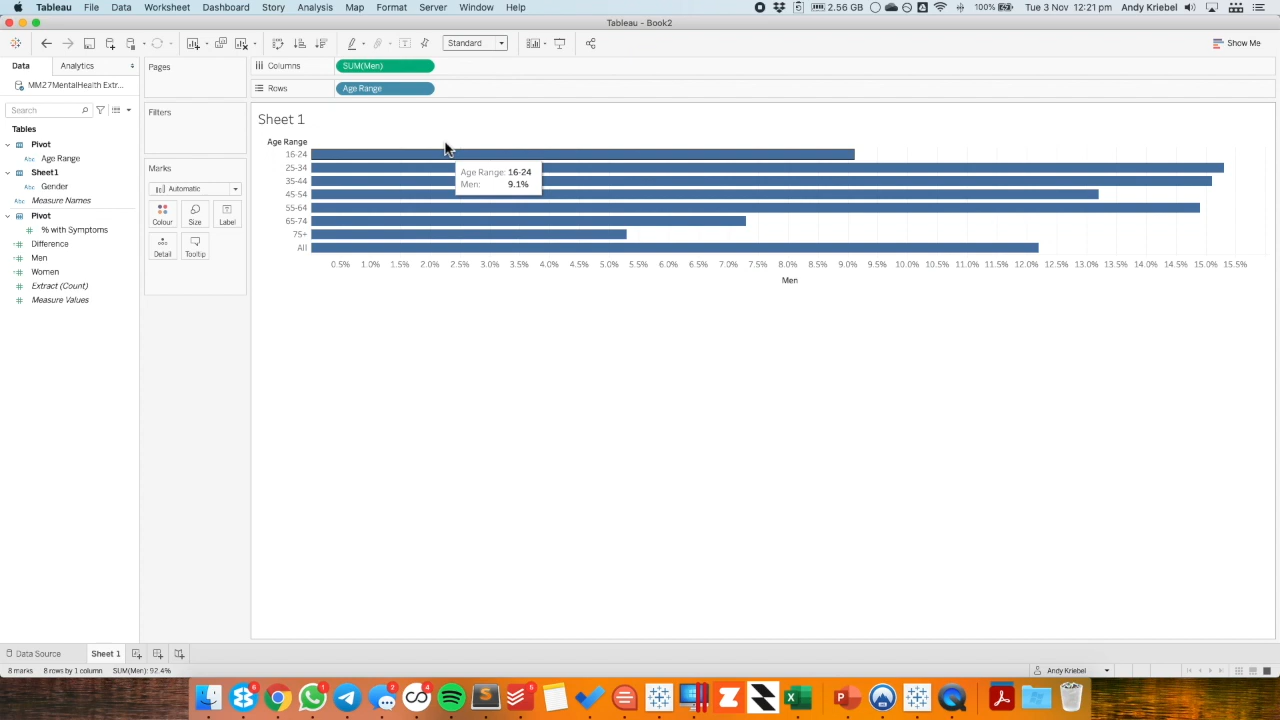 Tableau File Data Worksheet Dashboard Story Analysis Map Format Server Window Help 2.56 GB 100% Tue 3 Nov 12:21 pm Andy Kriebel
Tableau - Book2
Standard Show Me
Data Analytics
MM27MentalHealth Extr...
Search
Tables
Pivot
Abc Age Range
Sheet1
Abc Gender
Abc Measure Names
Pivot
% with Symptoms
Difference
Men
Women
Extract (Count)
Measure Values
Pages
Filters
Marks
Automatic
Colour Size Label
Detail Tooltip
Columns SUM(Men)
Rows Age Range
Sheet 1
Age Range
16-24
25-34
35-44
45-54
55-64
65-74
75+
All
Age Range: 16-24
Men: 9.1%
0.5% 1.0% 1.5% 2.0% 2.5% 3.0% 3.5% 4.0% 4.5% 5.0% 5.5% 6.0% 6.5% 7.0% 7.5% 8.0% 8.5% 9.0% 9.5% 10.0% 10.5% 11.0% 11.5% 12.0% 12.5% 13.0% 13.5% 14.0% 14.5% 15.0% 15.5%
Men
Data Source Sheet 1
8 marks 8 rows by 1 column SUM(Men): 92.4% Andy Kriebel